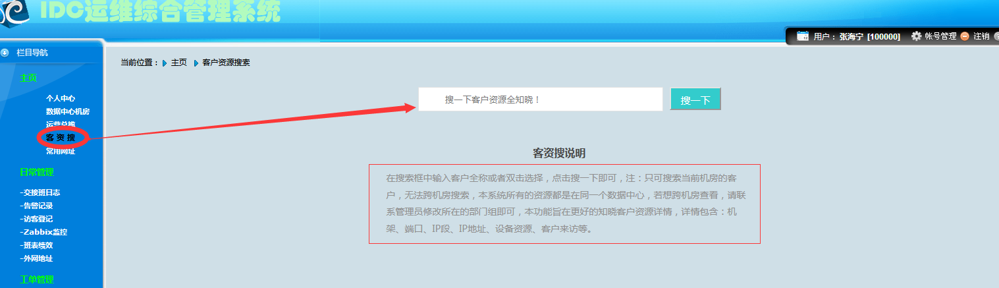 IDC运维综合管理系统
用户： 张海宁 [100000] 帐号管理 注销
栏目导航
当前位置： 主页 客户资源搜索
主页
个人中心
数据中心机房
运营总揽
客 资 搜
常用网址
日常管理
-交接班日志
-告警记录
-访客登记
-Zabbix监控
-班表绩效
-外网地址
工单管理
搜一下客户资源全知晓！
搜一下
客资搜说明
在搜索框中输入客户全称或者双击选择，点击搜一下即可，注：只可搜索当前机房的客
户，无法跨机房搜索，本系统所有的资源都是在同一个数据中心，若想跨机房查看，请联
系管理员修改所在的部门组即可，本功能旨在更好的知晓客户资源详情，详情包含：机
架、端口、IP段、IP地址、设备资源、客户来访等。